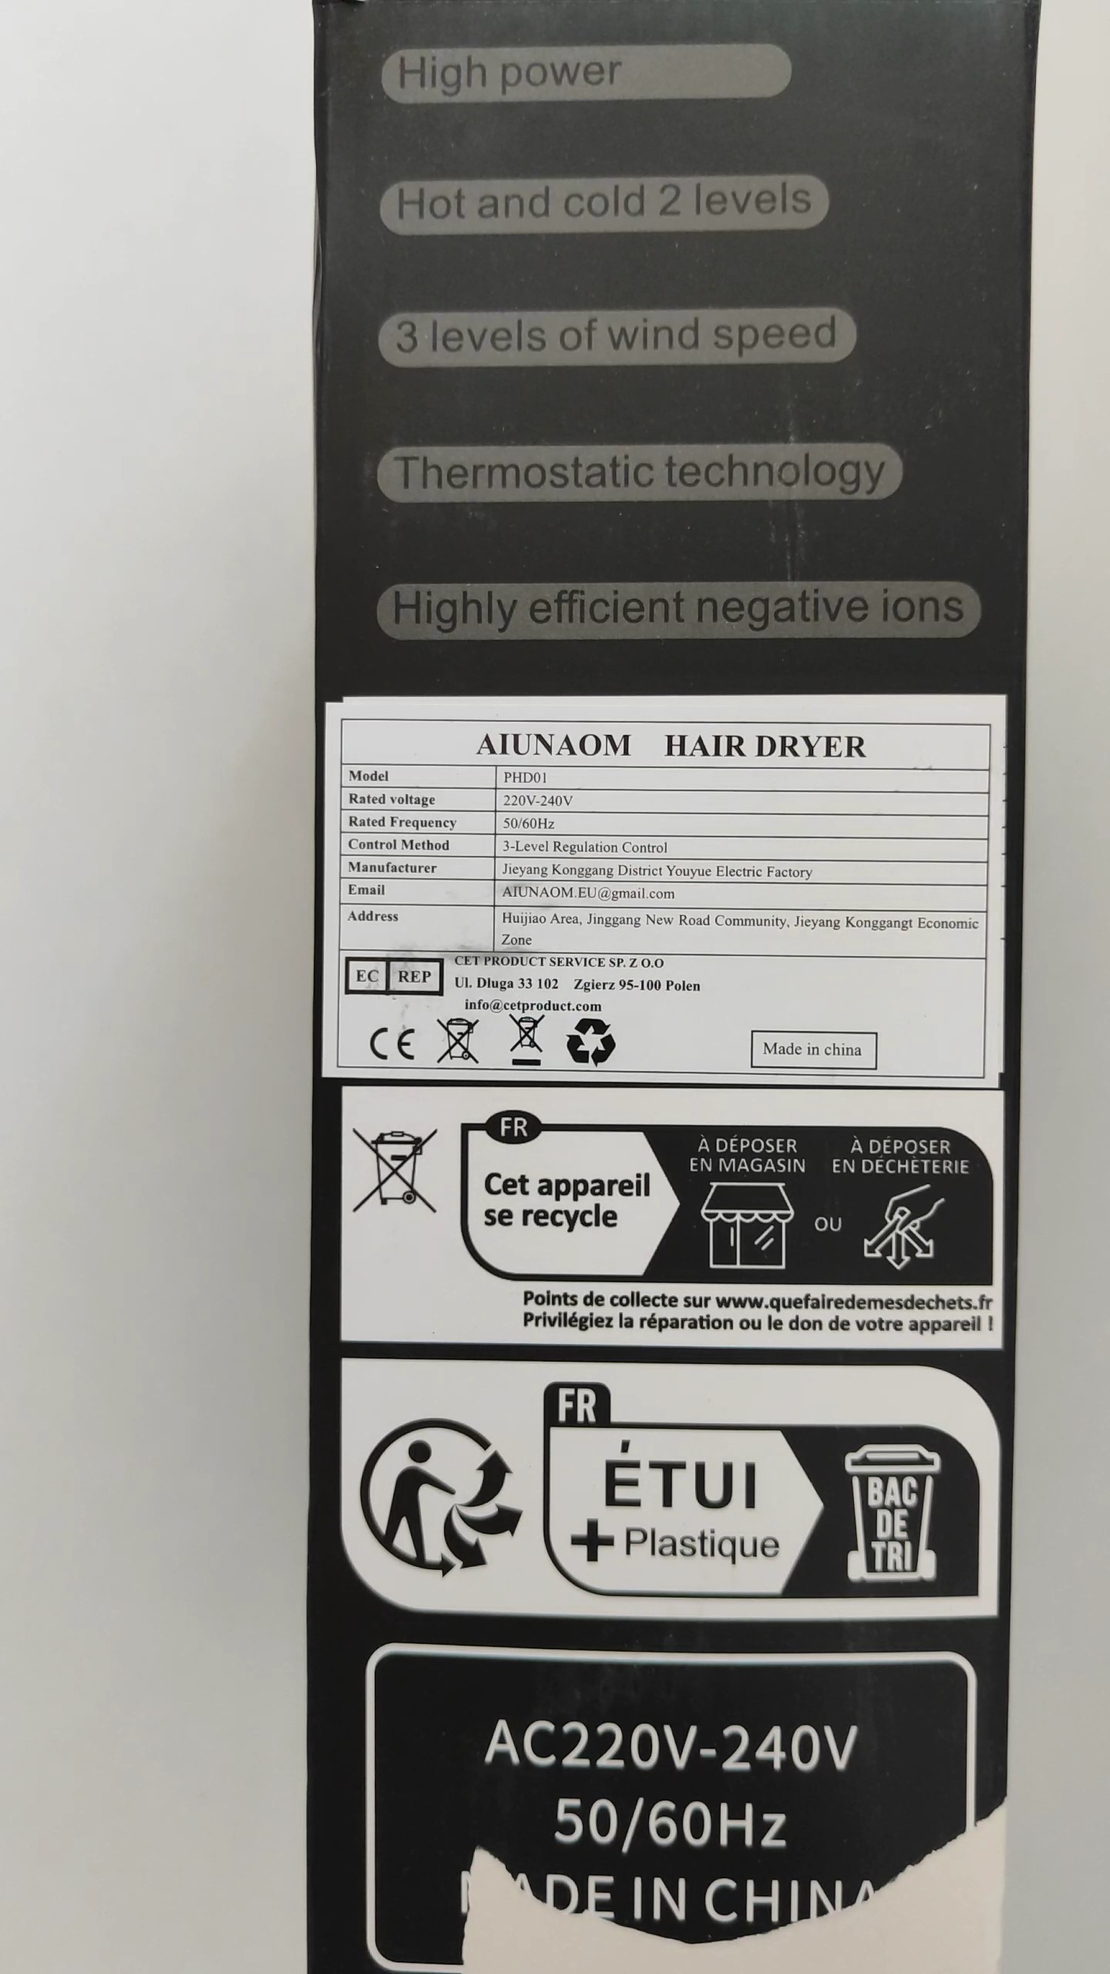 High power
Hot and cold 2 levels
3 levels of wind speed
Thermostatic technology
Highly efficient negative ions
AIUNAOM HAIR DRYER
Model PHD01
Rated voltage 220V-240V
Rated Frequency 50/60Hz
Control Method 3-Level Regulation Control
Manufacturer Jieyang Konggang District Youyue Electric Factory
Email AIUNAOM.EU@gmail.com
Address Huijiao Area, Jinggang New Road Community, Jieyang Konggangt Economic
Zone
EC REP
CET PRODUCT SERVICE SP. Z O.O
Ul. Dluga 33 102 Zgierz 95-100 Polen
info@cetproduct.com
CE
Made in china
FR
Cet appareil
se recycle
À DÉPOSER
EN MAGASIN
OU
À DÉPOSER
EN DÉCHÈTERIE
Points de collecte sur www.quefairedemesdechets.fr
Privilégiez la réparation ou le don de votre appareil !
FR
ÉTUI
+ Plastique
BAC
DE
TRI
AC220V-240V
50/60Hz
MADE IN CHINA